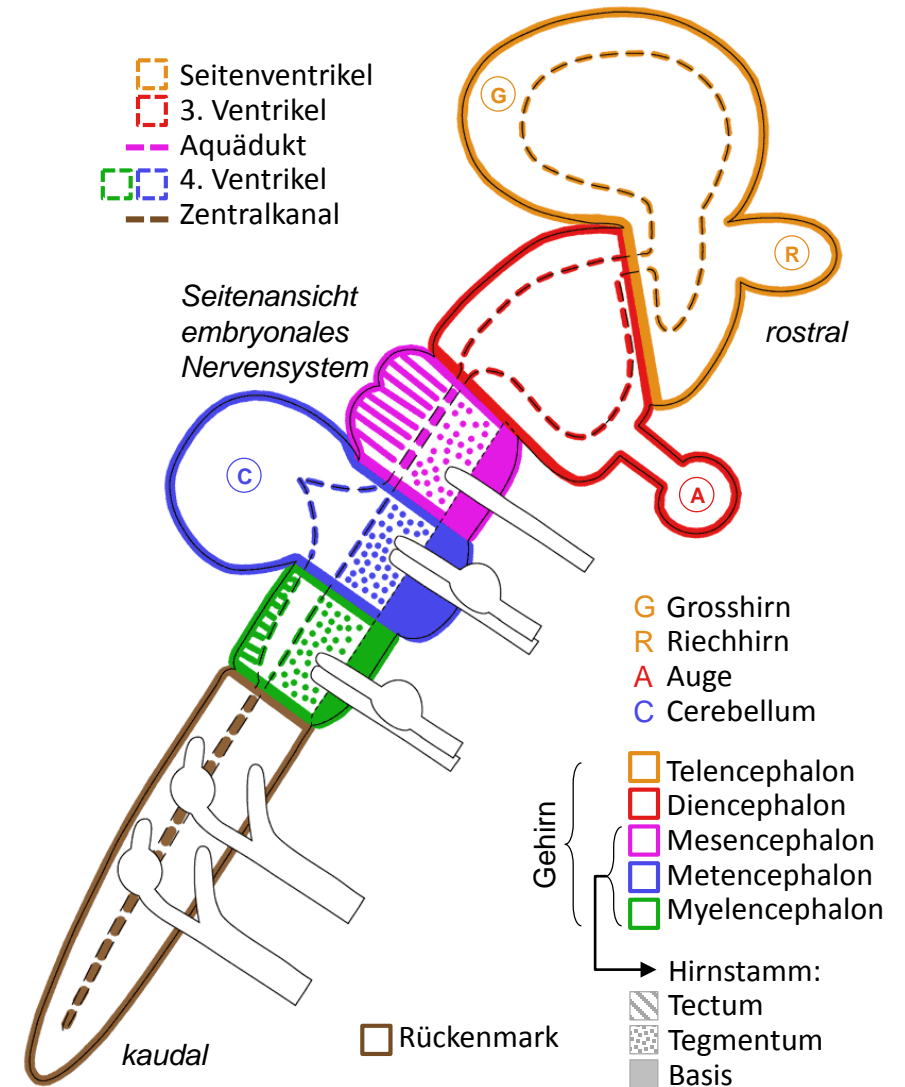 Seitenventrikel
3. Ventrikel
Aquädukt
4. Ventrikel
Zentralkanal
G
R
Seitenansicht
embryonales
Nervensystem
rostral
C
A
G Grosshirn
R Riechhirn
A Auge
C Cerebellum
Gehirn
Telencephalon
Diencephalon
Mesencephalon
Metencephalon
Myelencephalon
Hirnstamm:
Tectum
Tegmentum
Basis
Rückenmark
kaudal